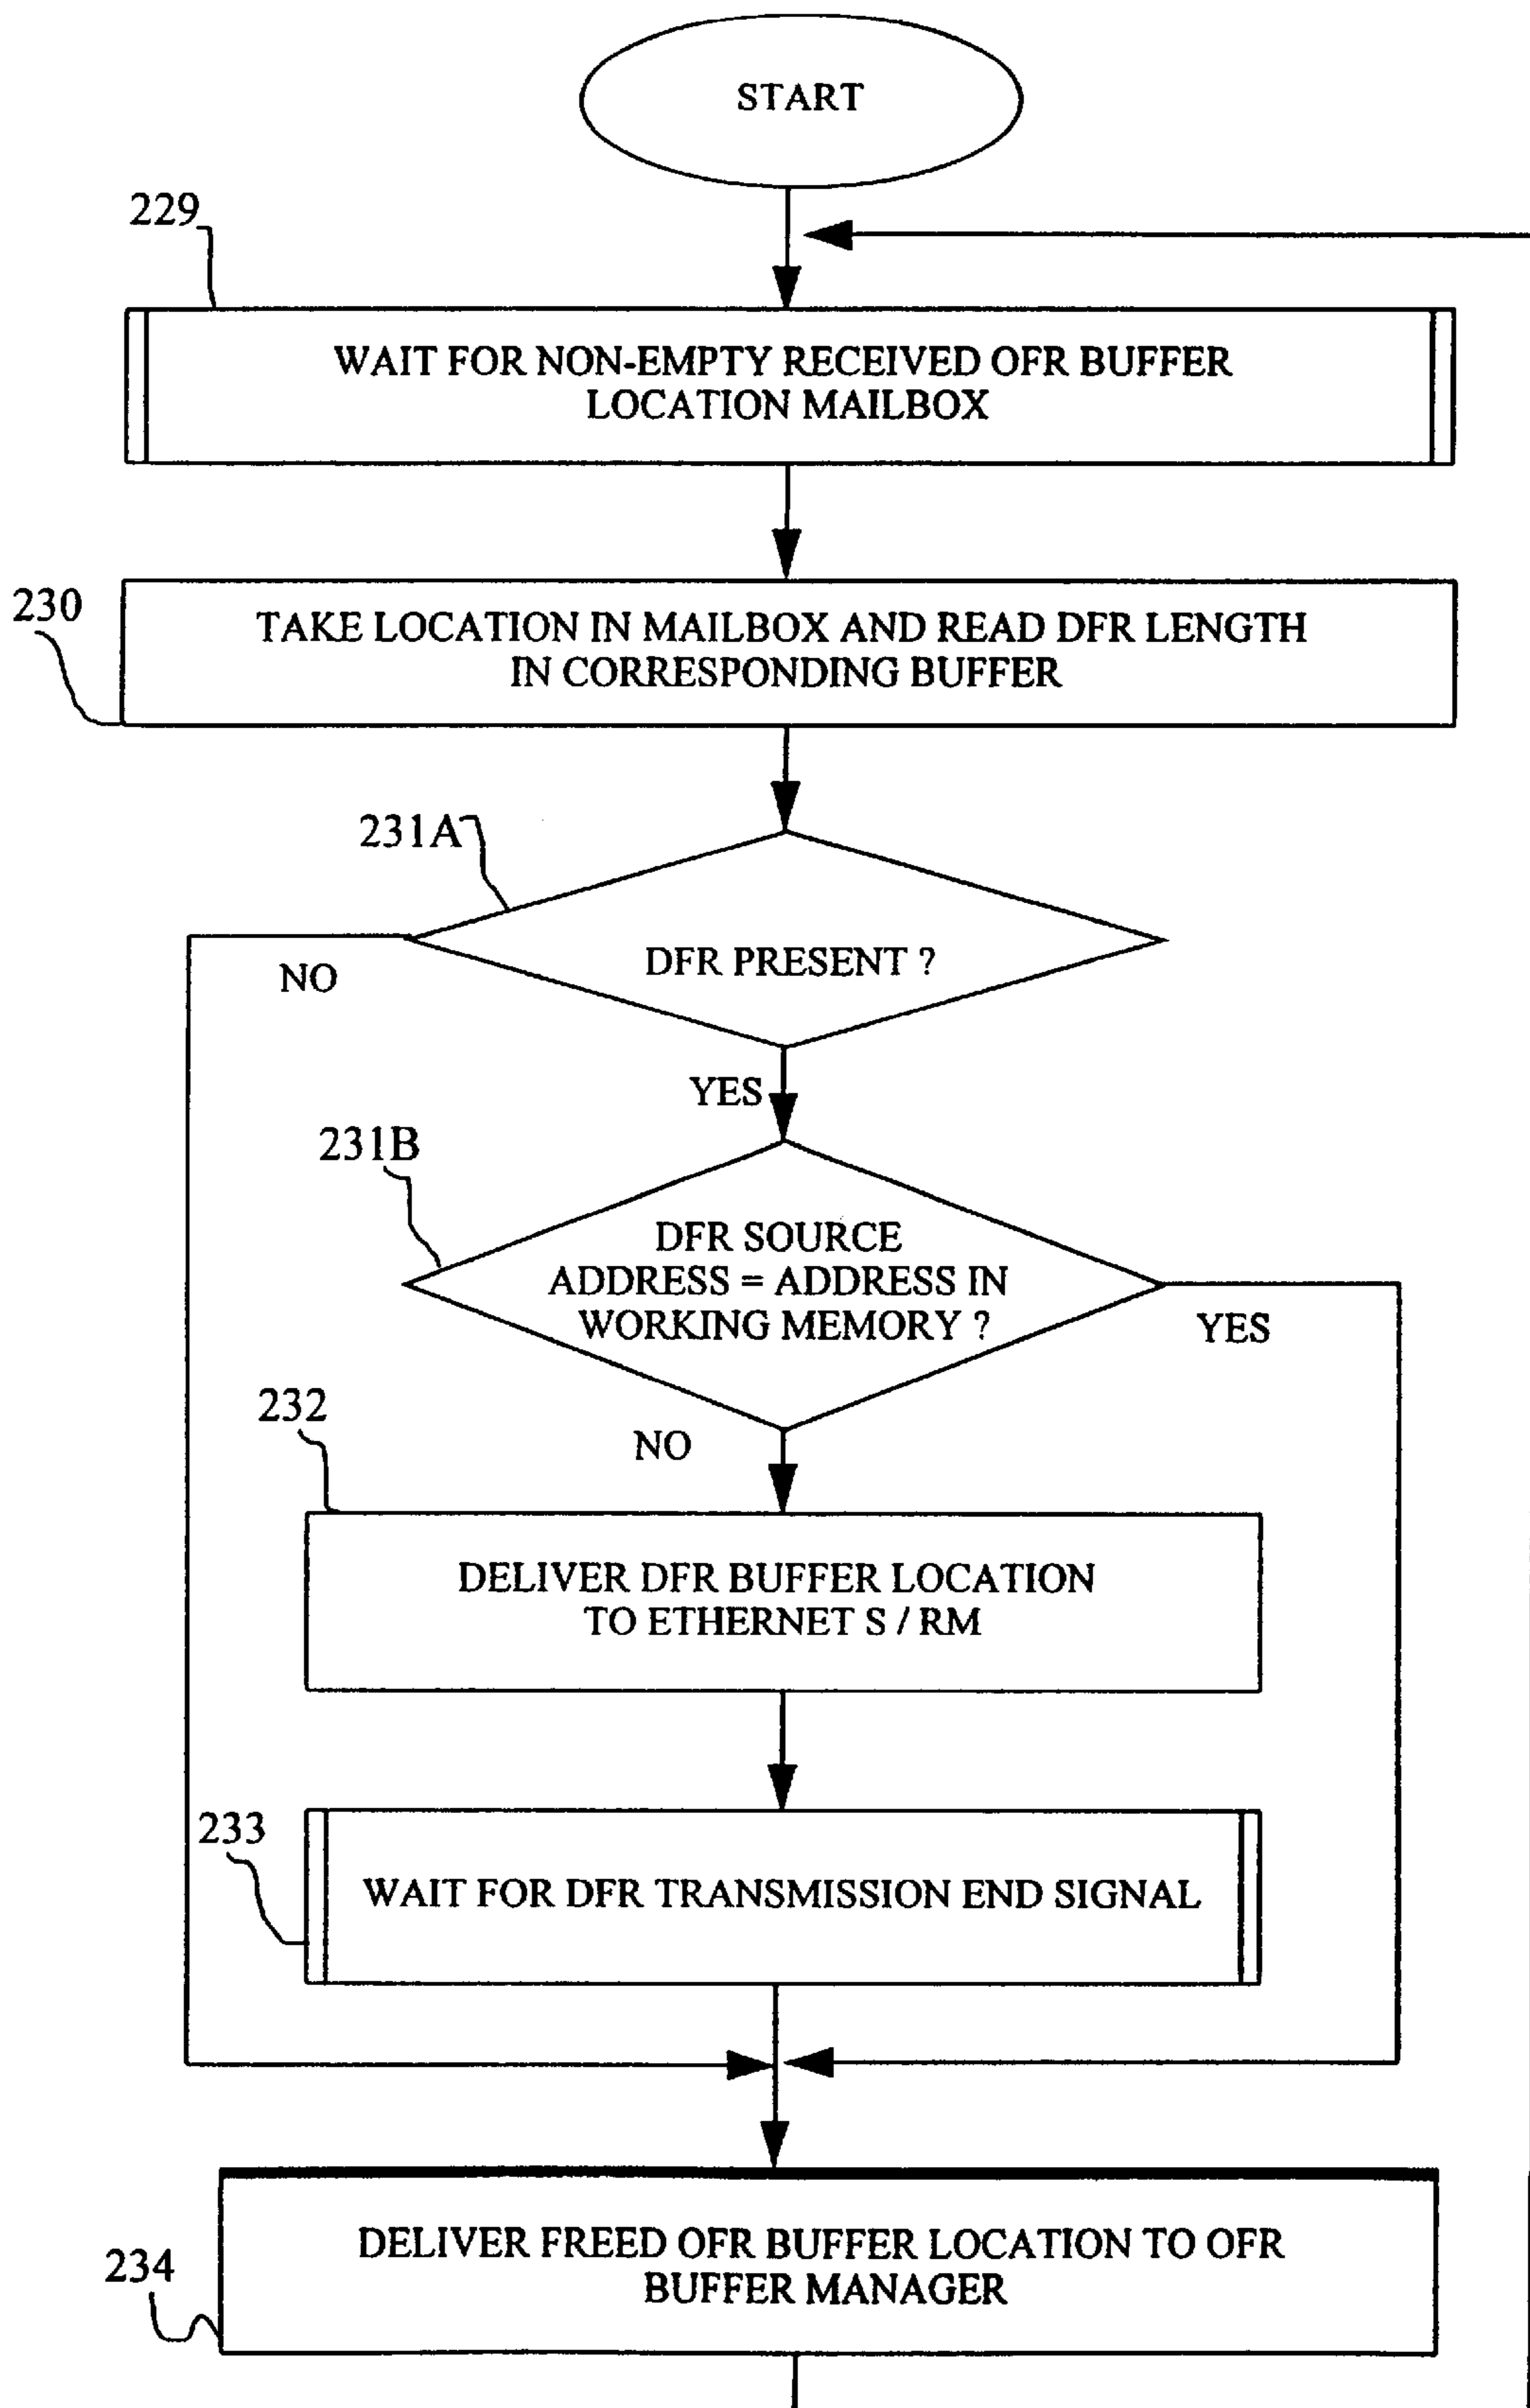 START
229
WAIT FOR NON-EMPTY RECEIVED OFR BUFFER
LOCATION MAILBOX
230
TAKE LOCATION IN MAILBOX AND READ DFR LENGTH
IN CORRESPONDING BUFFER
231A
DFR PRESENT ?
NO
YES
231B
DFR SOURCE
ADDRESS = ADDRESS IN
WORKING MEMORY ?
YES
NO
232
DELIVER DFR BUFFER LOCATION
TO ETHERNET S / RM
233
WAIT FOR DFR TRANSMISSION END SIGNAL
234
DELIVER FREED OFR BUFFER LOCATION TO OFR
BUFFER MANAGER